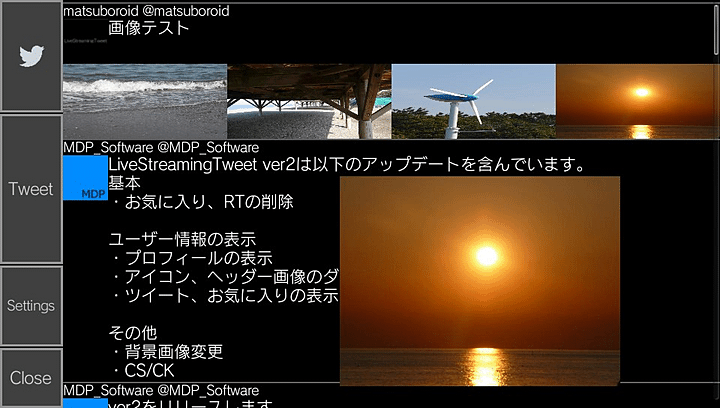 matsuboroid @matsuboroid
画像テスト
LiveStreamingTweet
MDP_Software @MDP_Software
LiveStreamingTweet ver2は以下のアップデートを含んでいます。
MDP
基本
・お気に入り、RTの削除
ユーザー情報の表示
・プロフィールの表示
・アイコン、ヘッダー画像のダ
・ツイート、お気に入りの表示
その他
・背景画像変更
・CS/CK
MDP_Software @MDP_Software
ver2をリリースします
Tweet
Settings
Close